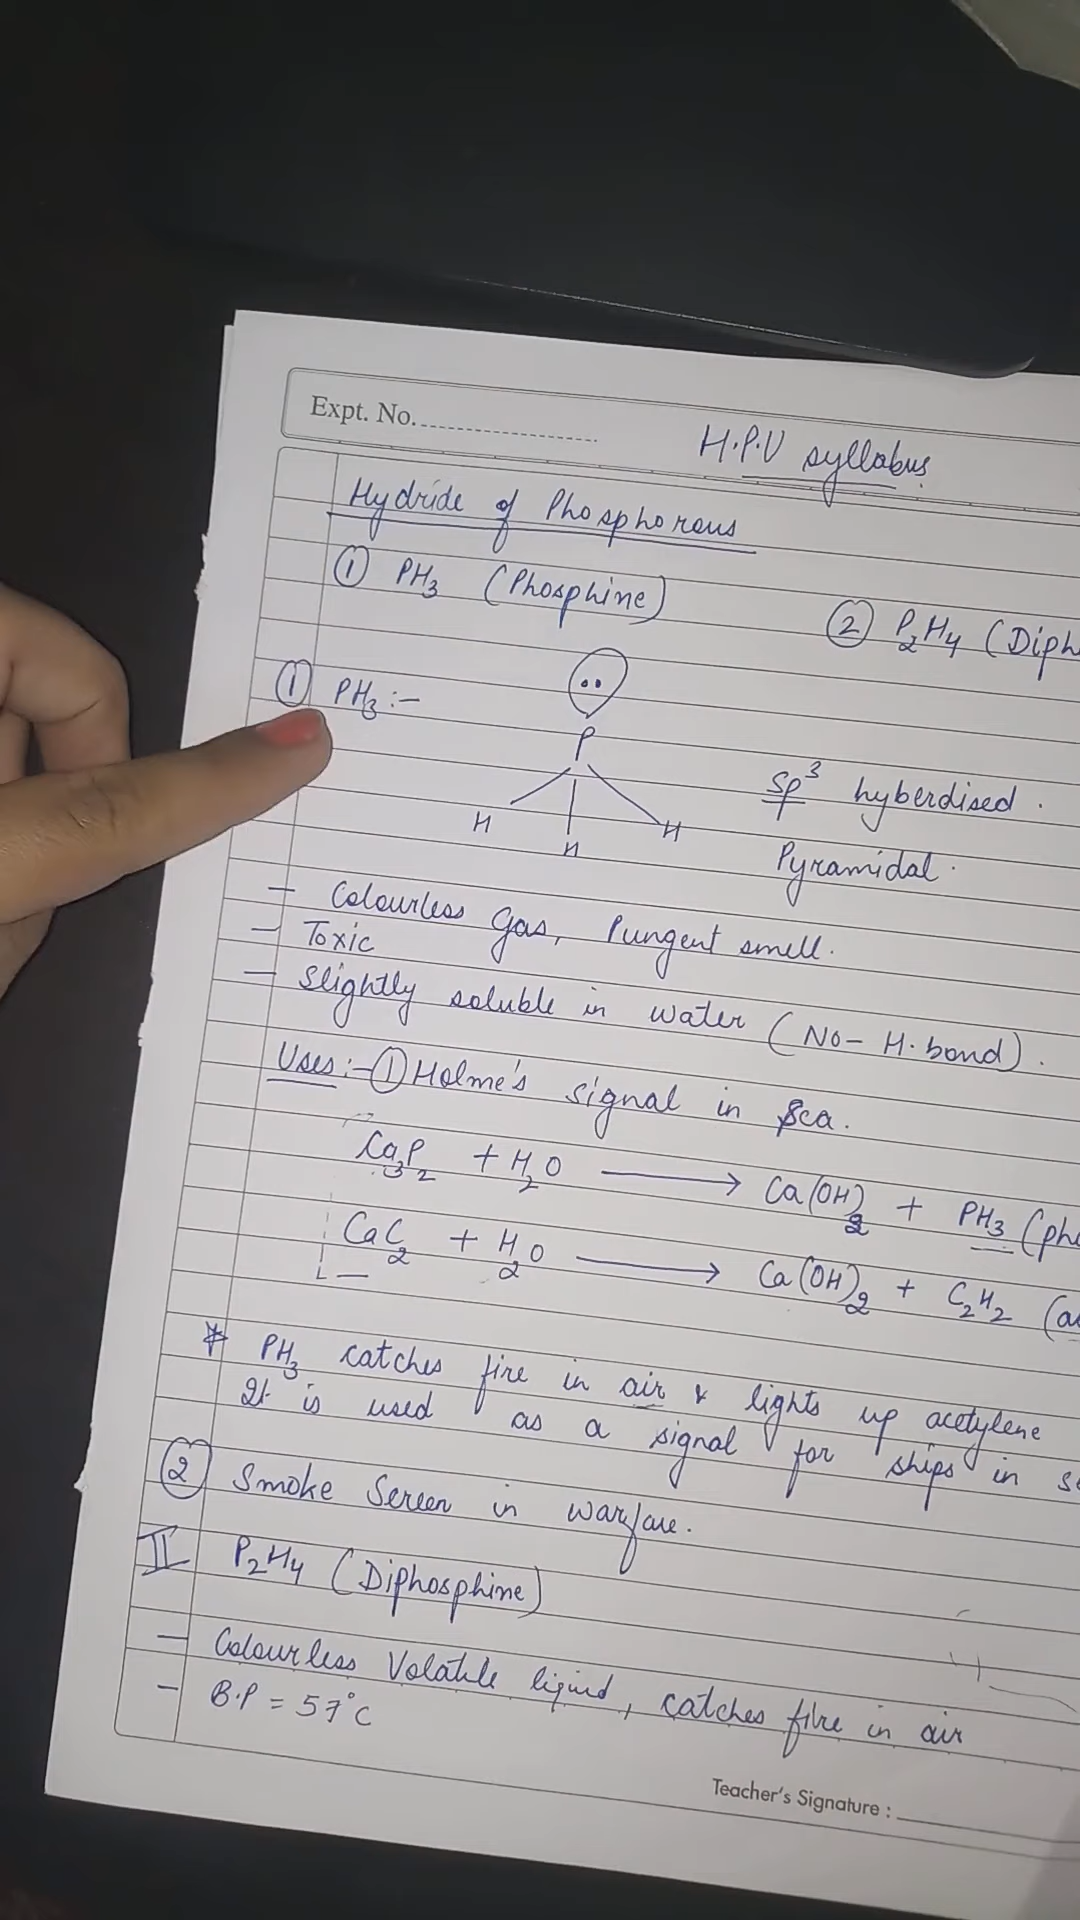 Expt. No.
H.P.U syllabus
Hydride of Phosphorous
① PH3 (Phosphine)
② P2H4 (Diph
① PH3 :-
P
H H H
Sp³ hyberdised.
Pyramidal.
- Colourless Gas, Pungent smell.
- Toxic
- Slightly soluble in water (No- H.bond).
Uses :- ① Holme's signal in Sea.
Ca3P2 + H2O ⟶ Ca(OH)2 + PH3 (pho
CaC2 + H2O ⟶ Ca(OH)2 + C2H2 (a
* PH3 catches fire in air & lights up acetylene
It is used as a signal for ships in se
② Smoke Sereen in warfare.
II P2H4 (Diphosphine)
- Colourless Volatile liquid, catches fire in air
- B.P = 57°C
Teacher's Signature :